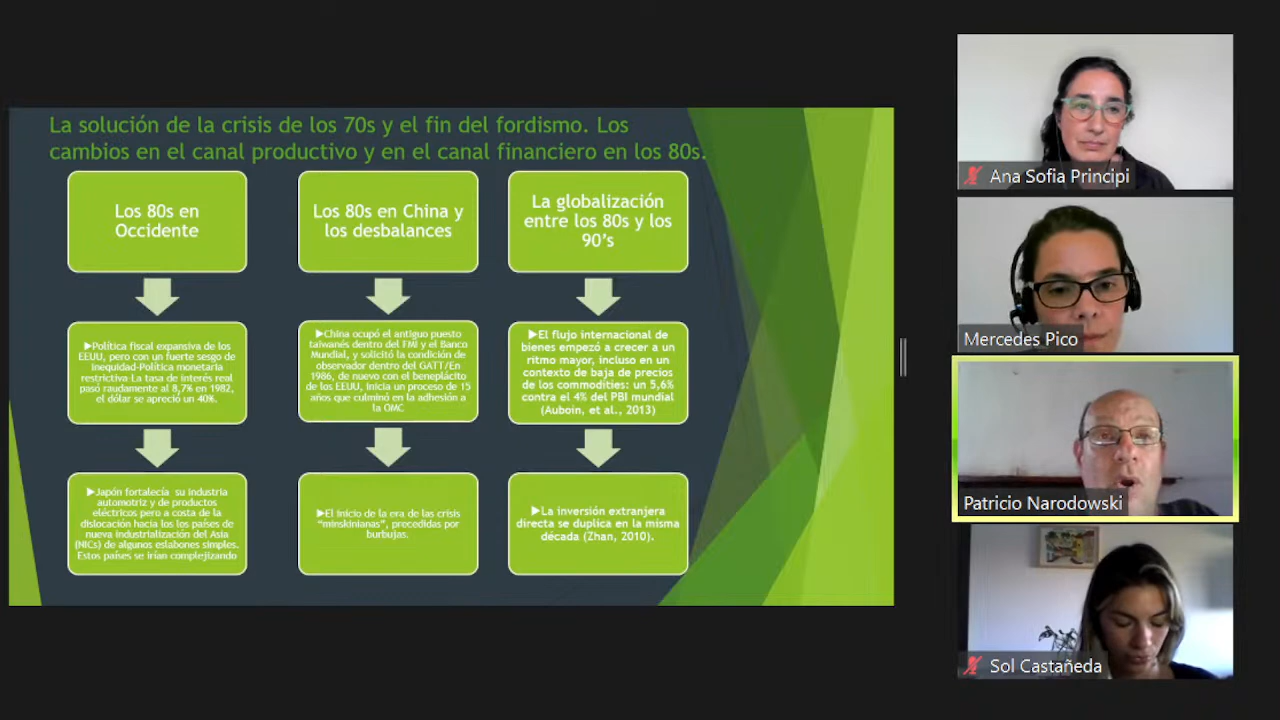 La solución de la crisis de los 70s y el fin del fordismo. Los
cambios en el canal productivo y en el canal financiero en los 80s.
Los 80s en
Occidente
▶Política fiscal expansiva de los
EEUU, pero con un fuerte sesgo de
inequidad-Política monetaria
restrictiva-La tasa de interés real
pasó raudamente al 8,7% en 1982,
el dólar se apreció un 40%.
▶Japón fortalecía su industria
automotriz y de productos
eléctricos pero a costa de la
dislocación hacia los los países de
nueva industrialización del Asia
(NICs) de algunos eslabones simples.
Estos países se irían complejizando
Los 80s en China y
los desbalances
▶China ocupó el antiguo puesto
taiwanés dentro del FMI y el Banco
Mundial, y solicitó la condición de
observador dentro del GATT/En
1986, de nuevo con el beneplácito
de los EEUU, inicia un proceso de 15
años que culminó en la adhesión a
la OMC
▶El inicio de la era de las crisis
"minskinianas", precedidas por
burbujas.
La globalización
entre los 80s y los
90's
▶El flujo internacional de
bienes empezó a crecer a un
ritmo mayor, incluso en un
contexto de baja de precios
de los commodities: un 5,6%
contra el 4% del PBI mundial
(Auboin, et al., 2013)
▶La inversión extranjera
directa se duplica en la misma
década (Zhan, 2010).
Ana Sofia Principi
Mercedes Pico
Patricio Narodowski
Sol Castañeda